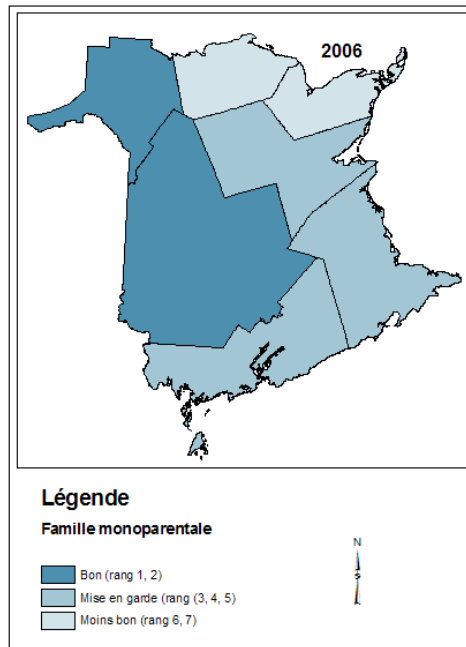 2006
Légende
Famille monoparentale
Bon (rang 1, 2)
Mise en garde (rang (3, 4, 5)
Moins bon (rang 6, 7)
N
S